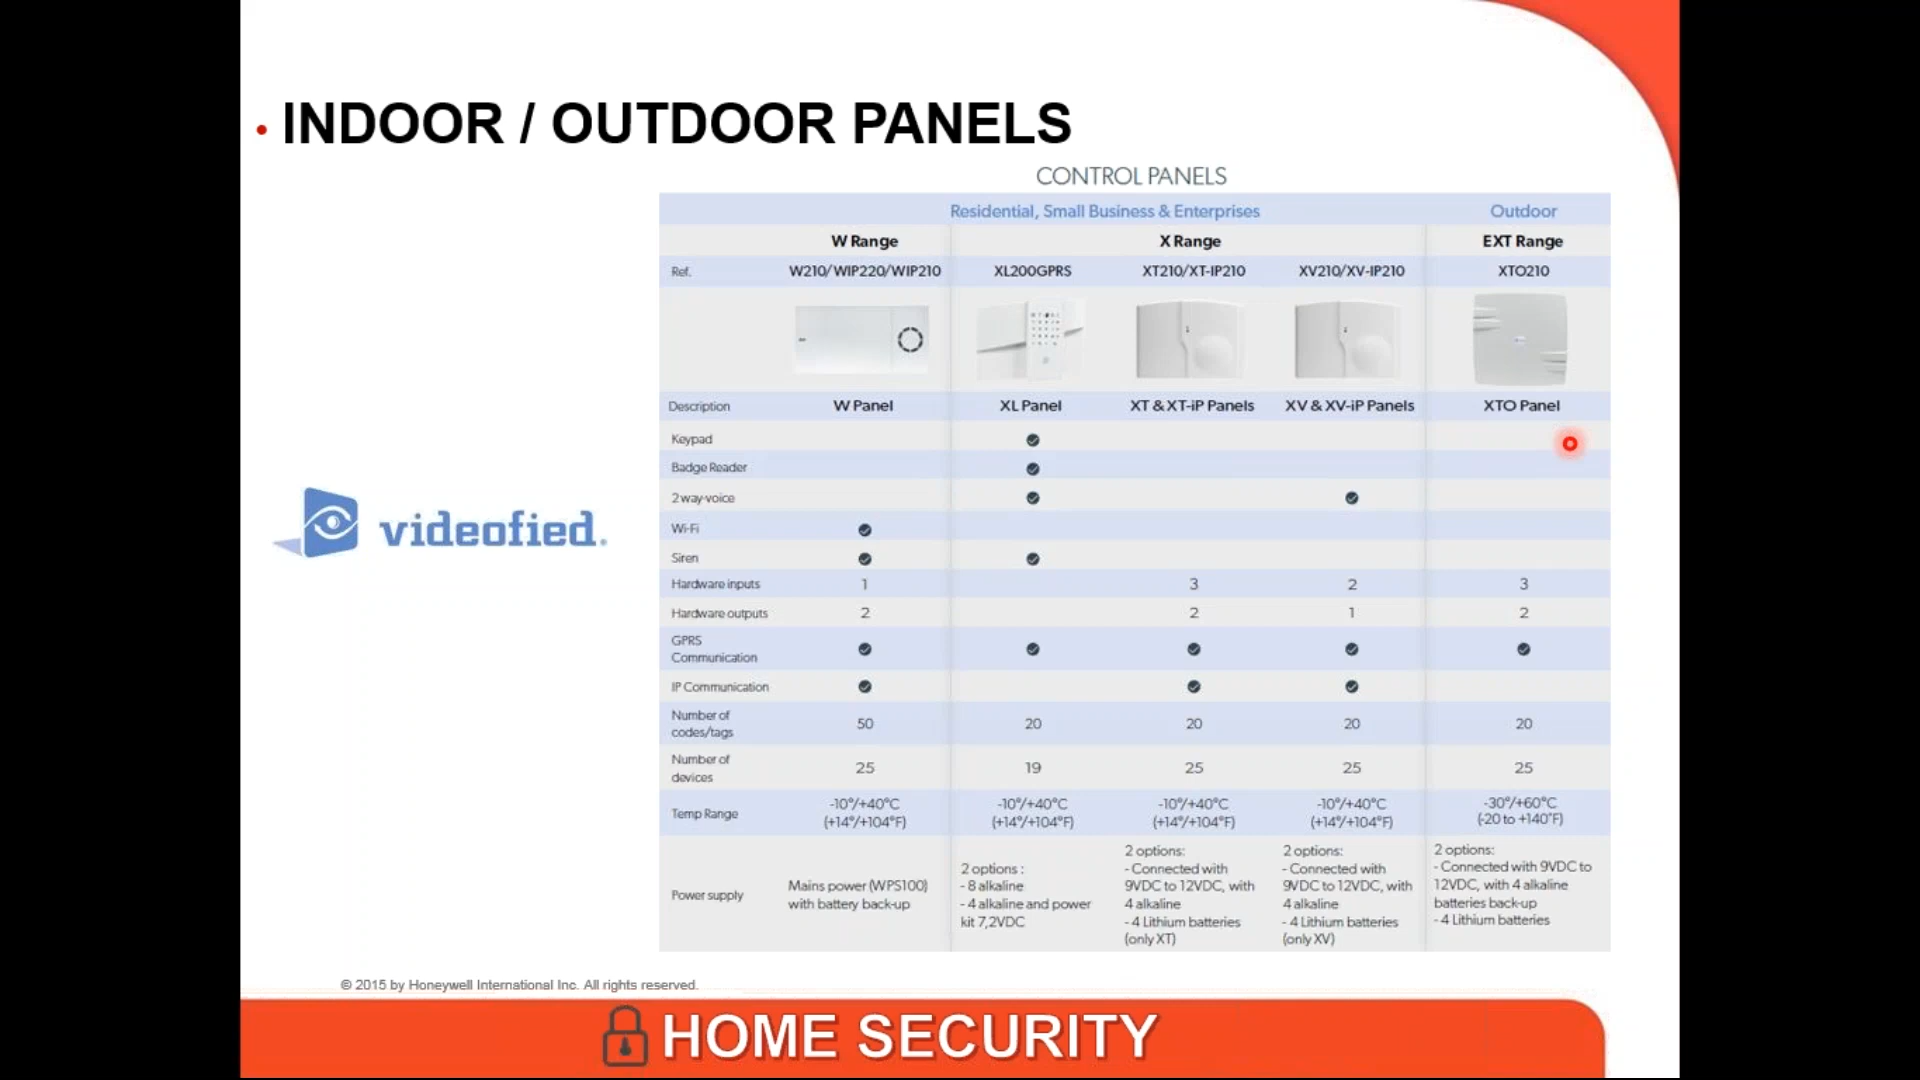 • INDOOR / OUTDOOR PANELS
CONTROL PANELS
Residential, Small Business & Enterprises Outdoor
W Range X Range EXT Range
Ref. W210/WIP220/WIP210 XL200GPRS XT210/XT-IP210 XV210/XV-IP210 XTO210
Description W Panel XL Panel XT & XT-iP Panels XV & XV-iP Panels XTO Panel
Keypad
Badge Reader
2 way-voice
videofied.
Wi-Fi
Siren
Hardware inputs 1 3 2 3
Hardware outputs 2 2 1 2
GPRS
Communication
IP Communication
Number of
codes/tags 50 20 20 20 20
Number of
devices 25 19 25 25 25
Temp Range -10°/+40°C -10°/+40°C -10°/+40°C -10°/+40°C -30°/+60°C
(+14°/+104°F) (+14°/+104°F) (+14°/+104°F) (+14°/+104°F) (-20 to +140°F)
Power supply
Mains power (WPS100)
with battery back-up
2 options :
- 8 alkaline
- 4 alkaline and power
kit 7,2VDC
2 options:
- Connected with
9VDC to 12VDC, with
4 alkaline
- 4 Lithium batteries
(only XT)
2 options:
- Connected with
9VDC to 12VDC, with
4 alkaline
- 4 Lithium batteries
(only XV)
2 options:
- Connected with 9VDC to
12VDC, with 4 alkaline
batteries back-up
- 4 Lithium batteries
© 2015 by Honeywell International Inc. All rights reserved.
HOME SECURITY